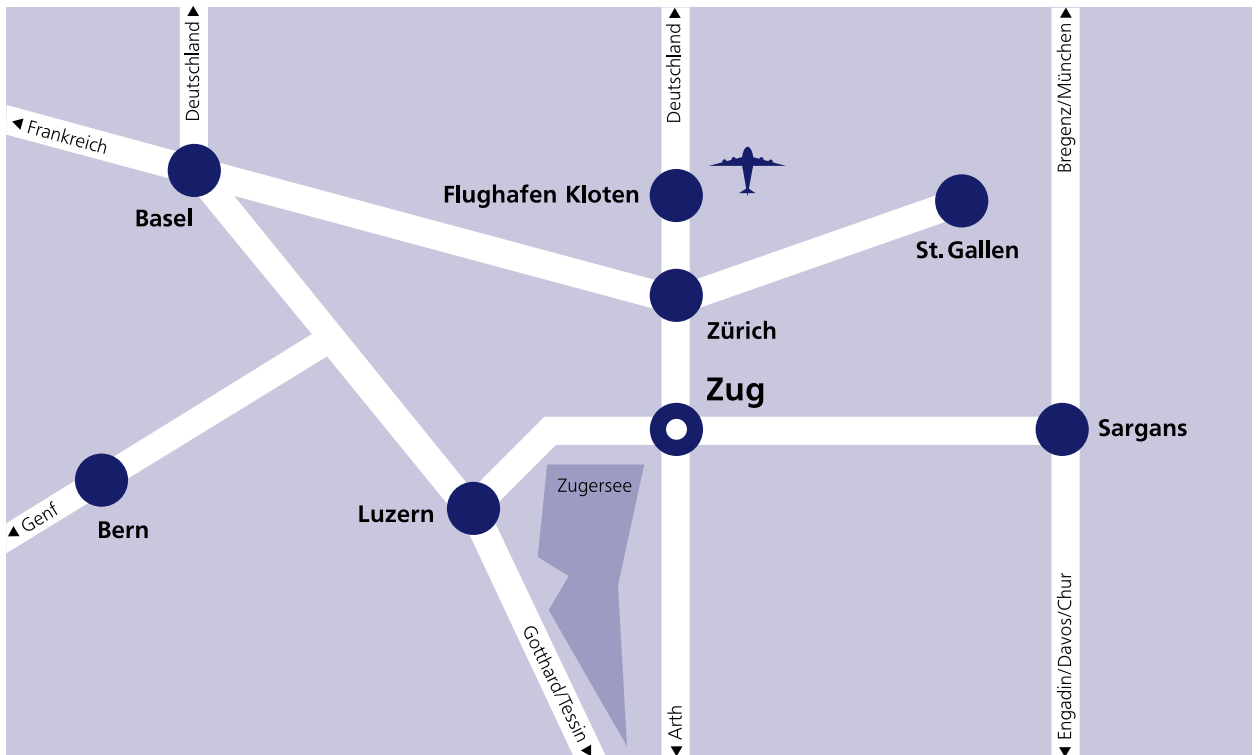 Deutschland
Deutschland
Bregenz/München
Frankreich
Flughafen Kloten
Basel
St. Gallen
Zürich
Zug
Sargans
Zugersee
Luzern
Genf
Bern
Gotthard/Tessin
Arth
Engadin/Davos/Chur